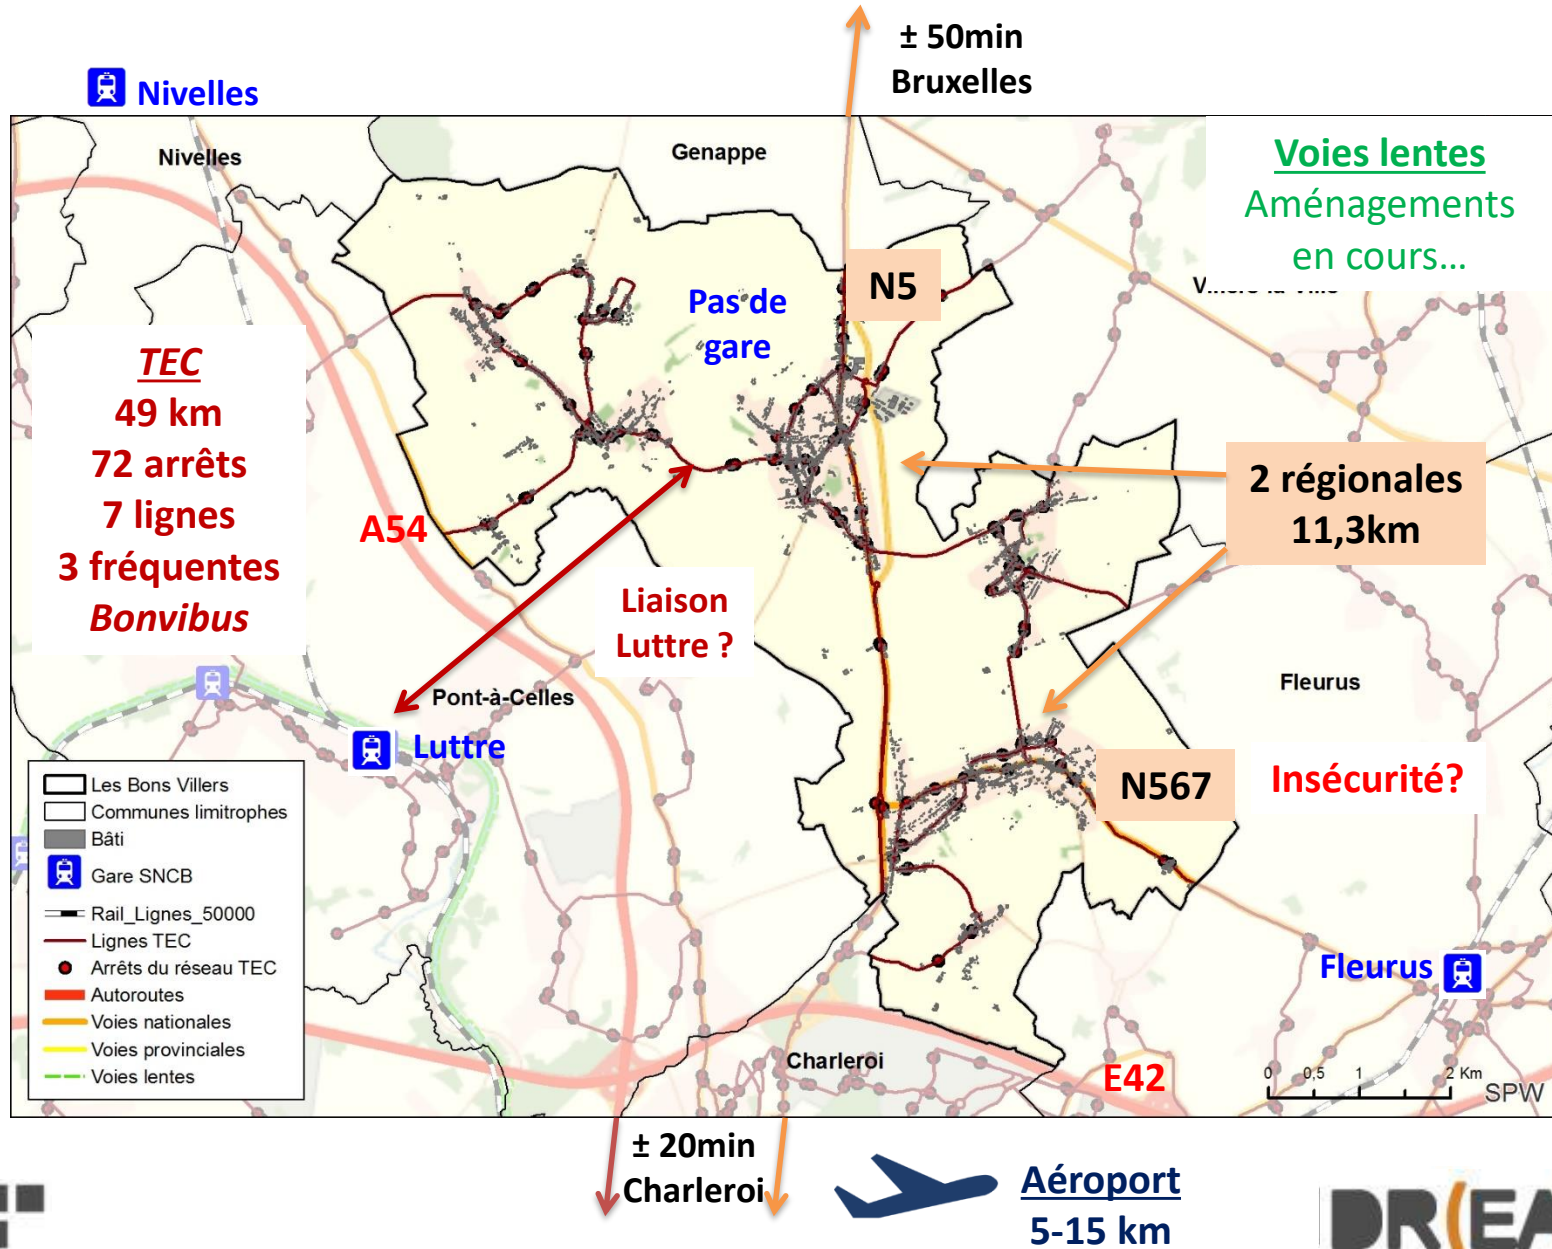 ± 50min
Bruxelles
Nivelles
Nivelles
Genappe
Voies lentes
Aménagements
en cours...
N5
Pas de
gare
TEC
49 km
72 arrêts
7 lignes
3 fréquentes
Bonvibus
2 régionales
11,3km
A54
Liaison
Luttre ?
Fleurus
Pont-à-Celles
Luttre
N567
Insécurité?
Les Bons Villers
Communes limitrophes
Bâti
Gare SNCB
Rail_Lignes_50000
Lignes TEC
Arrêts du réseau TEC
Autoroutes
Voies nationales
Voies provinciales
Voies lentes
Fleurus
Charleroi
E42
0 0,5 1 2 Km
SPW
± 20min
Charleroi
Aéroport
5-15 km